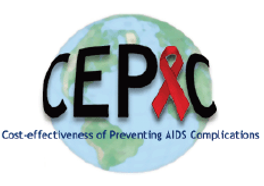 CEPAC
Cost-effectiveness of Preventing AIDS Complications